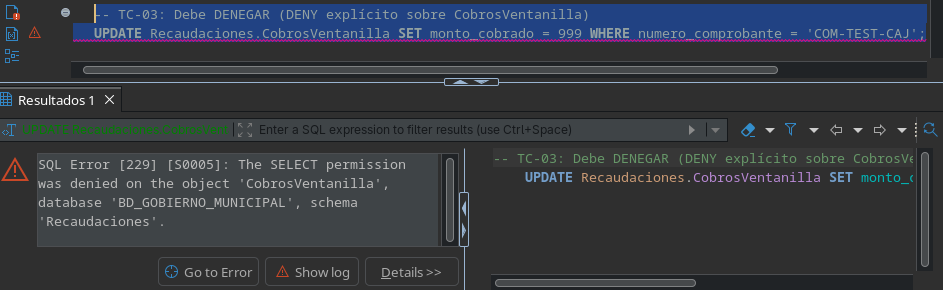 -- TC-03: Debe DENEGAR (DENY explícito sobre CobrosVentanilla)
UPDATE Recaudaciones.CobrosVentanilla SET monto_cobrado = 999 WHERE numero_comprobante = 'COM-TEST-CAJ';
Resultados 1
UPDATE Recaudaciones.CobrosVent
Enter a SQL expression to filter results (use Ctrl+Space)
SQL Error [229] [S0005]: The SELECT permission
was denied on the object 'CobrosVentanilla',
database 'BD_GOBIERNO_MUNICIPAL', schema
'Recaudaciones'.
-- TC-03: Debe DENEGAR (DENY explícito sobre CobrosVe
UPDATE Recaudaciones.CobrosVentanilla SET monto_c
Go to Error
Show log
Details >>